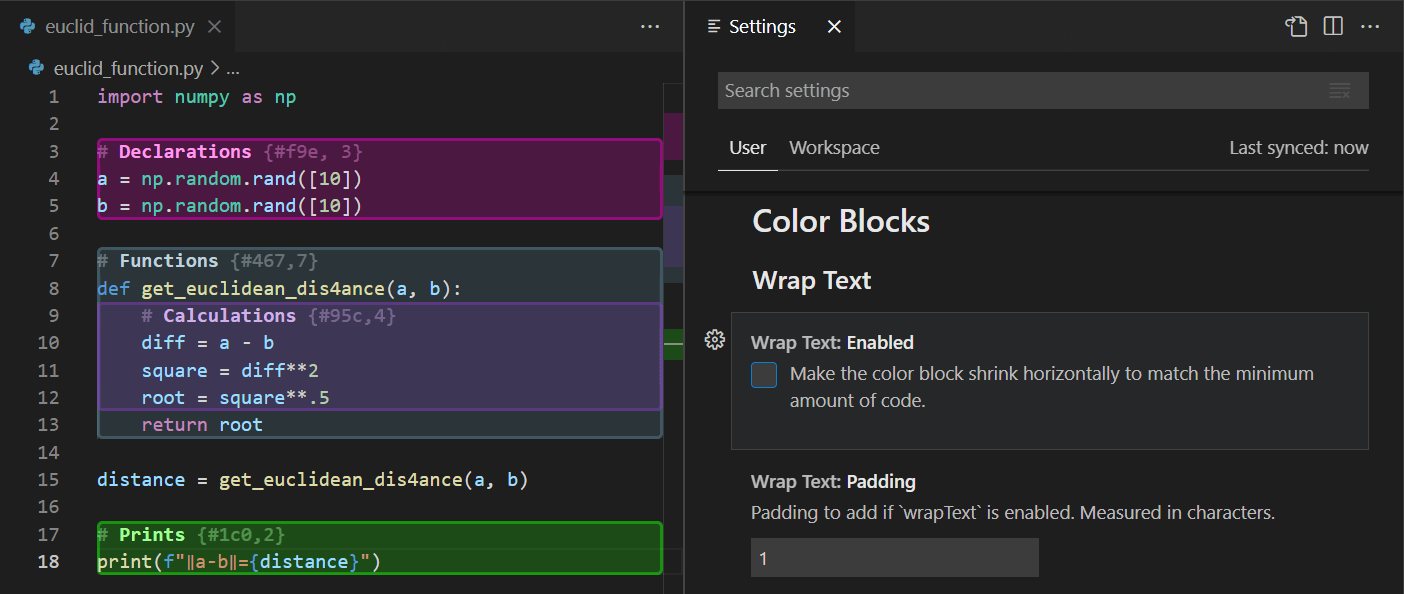 euclid_function.py
euclid_function.py > ...
1 import numpy as np
2
3 # Declarations {#f9e, 3}
4 a = np.random.rand([10])
5 b = np.random.rand([10])
6
7 # Functions {#467,7}
8 def get_euclidean_dis4ance(a, b):
9     # Calculations {#95c,4}
10     diff = a - b
11     square = diff**2
12     root = square**.5
13     return root
14
15 distance = get_euclidean_dis4ance(a, b)
16
17 # Prints {#1c0,2}
18 print(f"‖a-b‖={distance}")
Settings
Search settings
User Workspace Last synced: now
Color Blocks
Wrap Text
Wrap Text: Enabled
Make the color block shrink horizontally to match the minimum
amount of code.
Wrap Text: Padding
Padding to add if `wrapText` is enabled. Measured in characters.
1